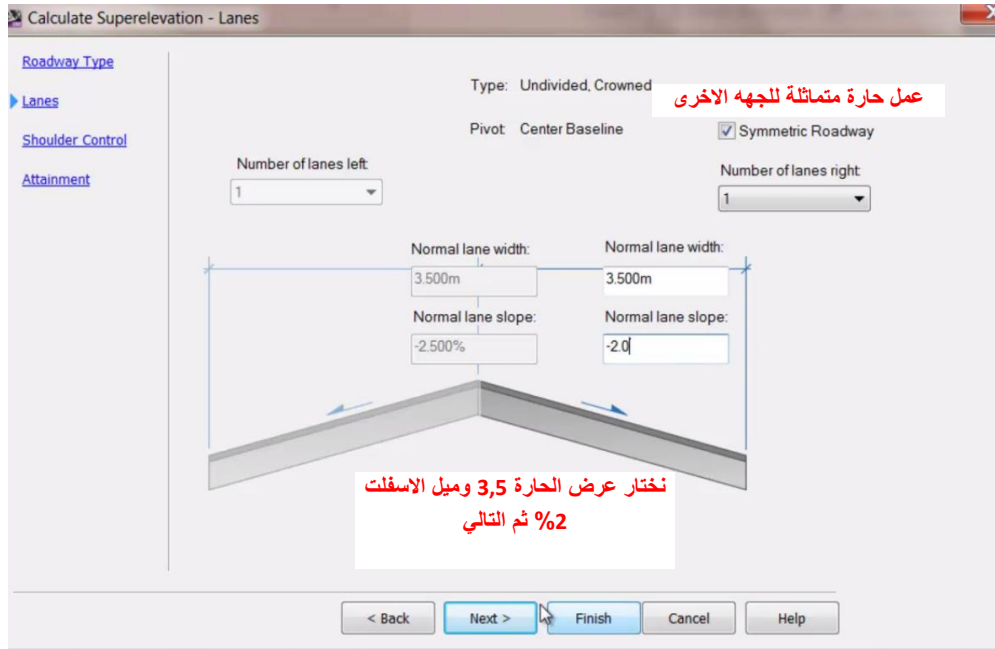 Calculate Superelevation - Lanes
Roadway Type
Lanes
Shoulder Control
Attainment
Type: Undivided, Crowned
عمل حارة متماثلة للجهه الاخرى
Pivot: Center Baseline
Symmetric Roadway
Number of lanes left:
1
Number of lanes right:
1
Normal lane width:
Normal lane width:
3.500m
3.500m
Normal lane slope:
Normal lane slope:
-2.500%
-2.0
نختار عرض الحارة 3,5 وميل الاسفلت
2% ثم التالي
< Back
Next >
Finish
Cancel
Help